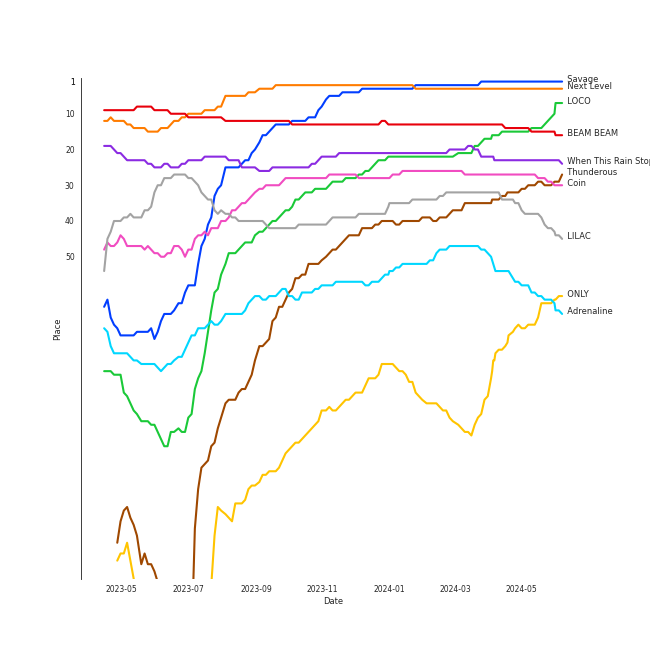 1
10
20
30
40
50
Place
Savage
Next Level
LOCO
BEAM BEAM
When This Rain Stop
Thunderous
Coin
LILAC
ONLY
Adrenaline
2023-05
2023-07
2023-09
2023-11
2024-01
2024-03
2024-05
Date